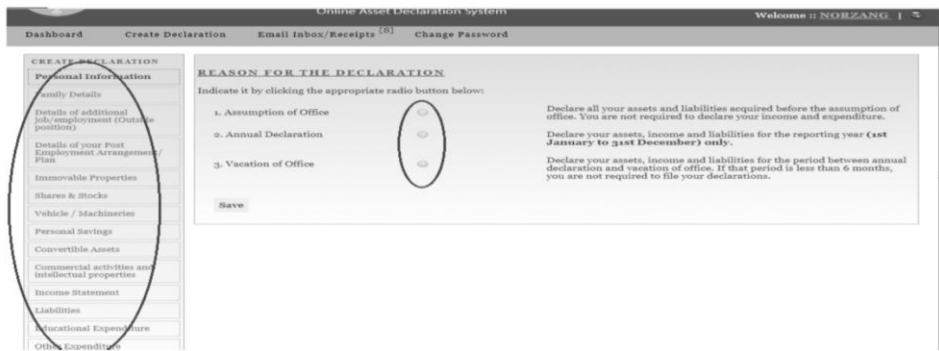 Online Asset Declaration System
Welcome :: NORZANG |
Dashboard Create Declaration Email Inbox/Receipts [8] Change Password
CREATE DECLARATION
Personal Information
Family Details
Details of additional
job/employment (Outside
position)
Details of your Post
Employment Arrangement/
Plan
Immovable Properties
Shares & Stocks
Vehicle / Machineries
Personal Savings
Convertible Assets
Commercial activities and
intellectual properties
Income Statement
Liabilities
Educational Expenditure
Other Expenditure
REASON FOR THE DECLARATION
Indicate it by clicking the appropriate radio button below:
1. Assumption of Office
Declare all your assets and liabilities acquired before the assumption of
office. You are not required to declare your income and expenditure.
2. Annual Declaration
Declare your assets, income and liabilities for the reporting year (1st
January to 31st December) only.
3. Vacation of Office
Declare your assets, income and liabilities for the period between annual
declaration and vacation of office. If that period is less than 6 months,
you are not required to file your declarations.
Save